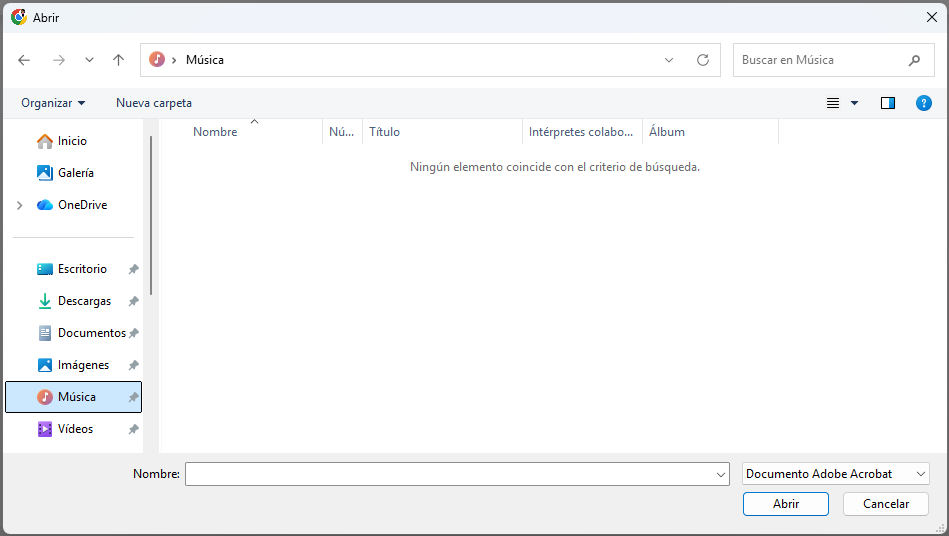 Abrir
Música
Buscar en Música
Organizar
Nueva carpeta
Nombre
Nú...
Título
Intérpretes colabo...
Álbum
Ningún elemento coincide con el criterio de búsqueda.
Inicio
Galería
OneDrive
Escritorio
Descargas
Documentos
Imágenes
Música
Vídeos
Nombre:
Documento Adobe Acrobat
Abrir
Cancelar